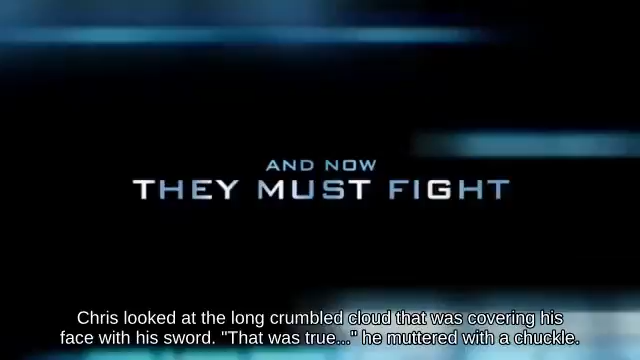 AND NOW
THEY MUST FIGHT
Chris looked at the long crumbled cloud that was covering his
face with his sword. "That was true..." he muttered with a chuckle.